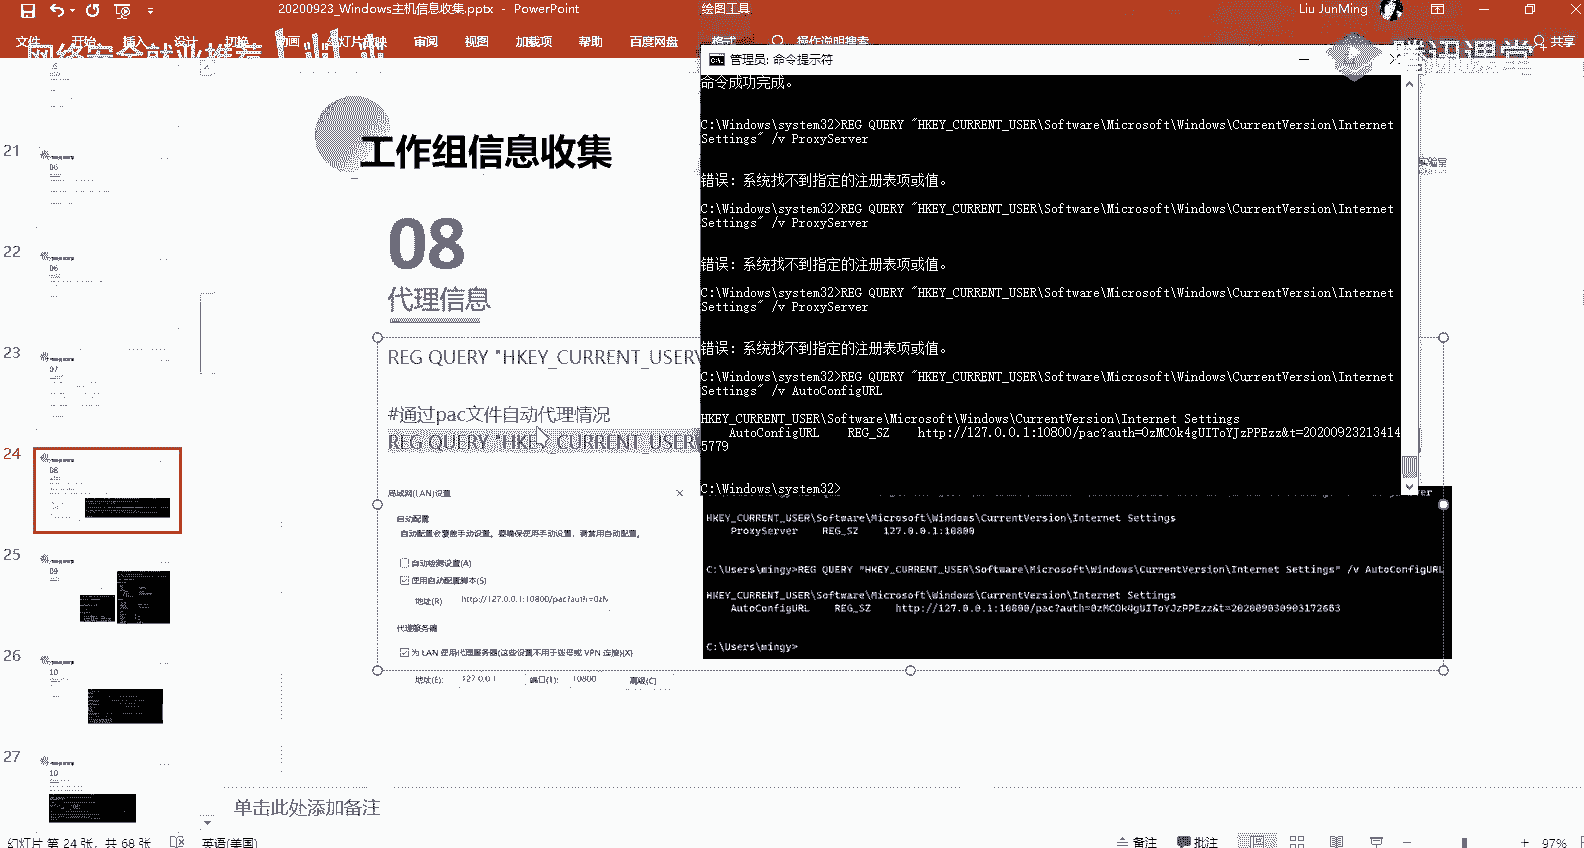 20200923_Windows主机信息收集.pptx - PowerPoint
绘图工具
Liu JunMing
文件 开始 插入 设计 切换 动画 幻灯片放映 审阅 视图 加载项 帮助 百度网盘 格式 操作说明搜索 共享
网络安全就业推荐
腾讯课堂
21
22
23
24
25
26
27
工作组信息收集
08
代理信息
REG QUERY "HKEY_CURRENT_USER\
#通过pac文件自动代理情况
REG QUERY "HKEY_CURRENT_USER\
局域网(LAN)设置
自动配置
自动配置会覆盖手动设置。要确保使用手动设置，请禁用自动配置。
自动检测设置(A)
使用自动配置脚本(S)
地址(R) http://127.0.0.1:10800/pac?auth=0zM
代理服务器
为 LAN 使用代理服务器(这些设置不用于拨号或 VPN 连接)(X)
地址(E): 127.0.0.1 端口(T): 10800 高级(C)
管理员: 命令提示符
命令成功完成。
C:\Windows\system32>REG QUERY "HKEY_CURRENT_USER\Software\Microsoft\Windows\CurrentVersion\Internet
Settings" /v ProxyServer
错误: 系统找不到指定的注册表项或值。
C:\Windows\system32>REG QUERY "HKEY_CURRENT_USER\Software\Microsoft\Windows\CurrentVersion\Internet
Settings" /v ProxyServer
错误: 系统找不到指定的注册表项或值。
C:\Windows\system32>REG QUERY "HKEY_CURRENT_USER\Software\Microsoft\Windows\CurrentVersion\Internet
Settings" /v ProxyServer
错误: 系统找不到指定的注册表项或值。
C:\Windows\system32>REG QUERY "HKEY_CURRENT_USER\Software\Microsoft\Windows\CurrentVersion\Internet
Settings" /v AutoConfigURL
HKEY_CURRENT_USER\Software\Microsoft\Windows\CurrentVersion\Internet Settings
AutoConfigURL REG_SZ http://127.0.0.1:10800/pac?auth=0zMCOk4gUIToYJzPPEzz&t=20200923213414
5779
C:\Windows\system32>
HKEY_CURRENT_USER\Software\Microsoft\Windows\CurrentVersion\Internet Settings
ProxyServer REG_SZ 127.0.0.1:10800
C:\Users\mingy>REG QUERY "HKEY_CURRENT_USER\Software\Microsoft\Windows\CurrentVersion\Internet Settings" /v AutoConfigURL
HKEY_CURRENT_USER\Software\Microsoft\Windows\CurrentVersion\Internet Settings
AutoConfigURL REG_SZ http://127.0.0.1:10800/pac?auth=0zMCOk4gUIToYJzPPEzz&t=202009030903172653
C:\Users\mingy>
单击此处添加备注
幻灯片 第 24 张，共 68 张 英语(美国)
备注 批注 97%